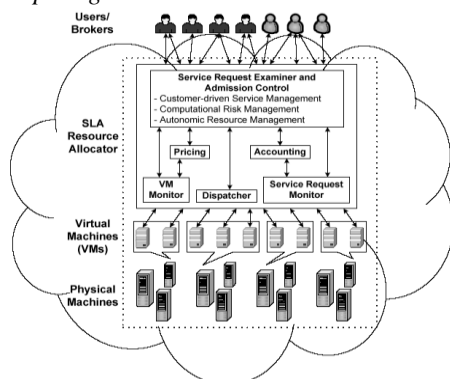 Users/
Brokers
Service Request Examiner and
Admission Control
- Customer-driven Service Management
- Computational Risk Management
- Autonomic Resource Management
SLA
Resource
Allocator
Pricing
Accounting
VM
Monitor
Dispatcher
Service Request
Monitor
Virtual
Machines
(VMs)
Physical
Machines